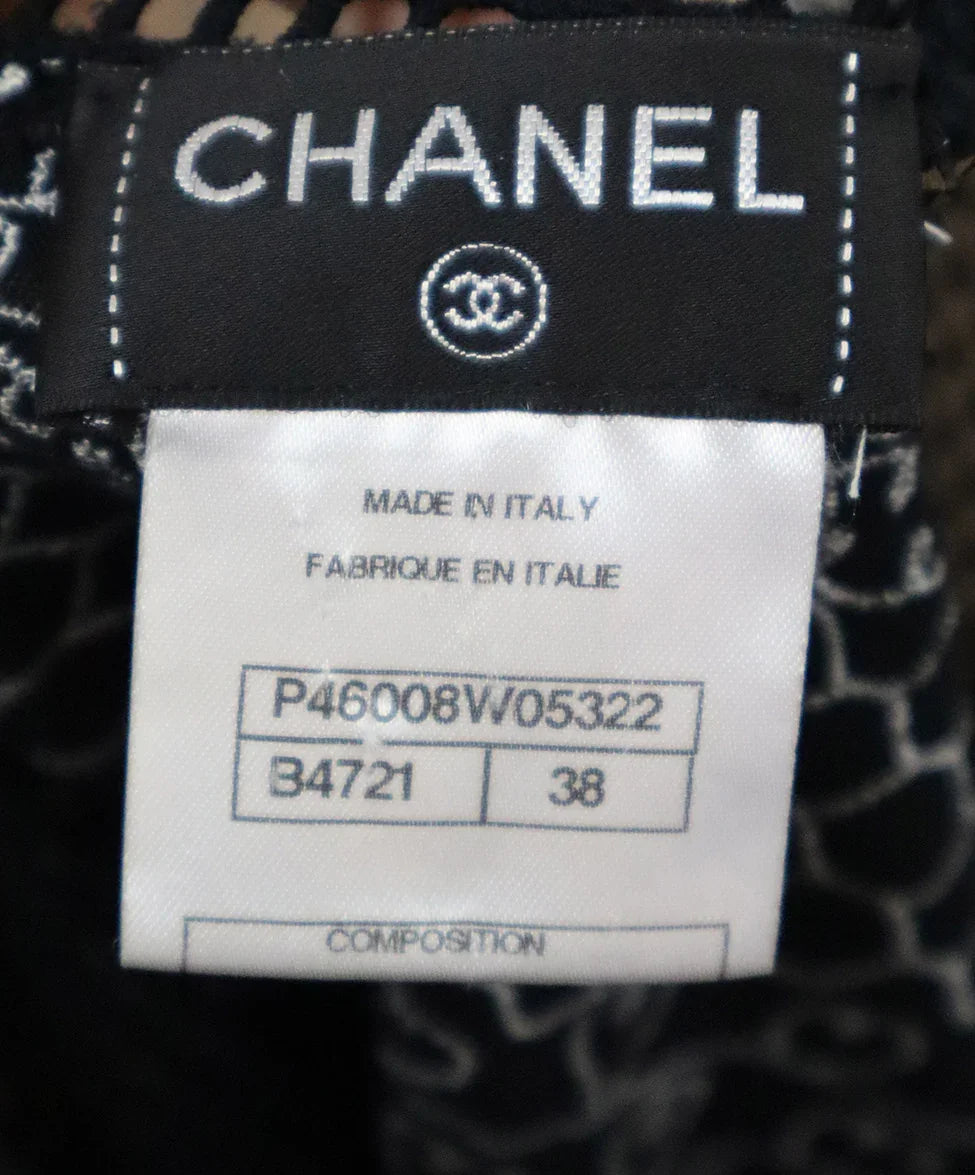 CHANEL
MADE IN ITALY
FABRIQUE EN ITALIE
P46008W05322
B4721 38
COMPOSITION